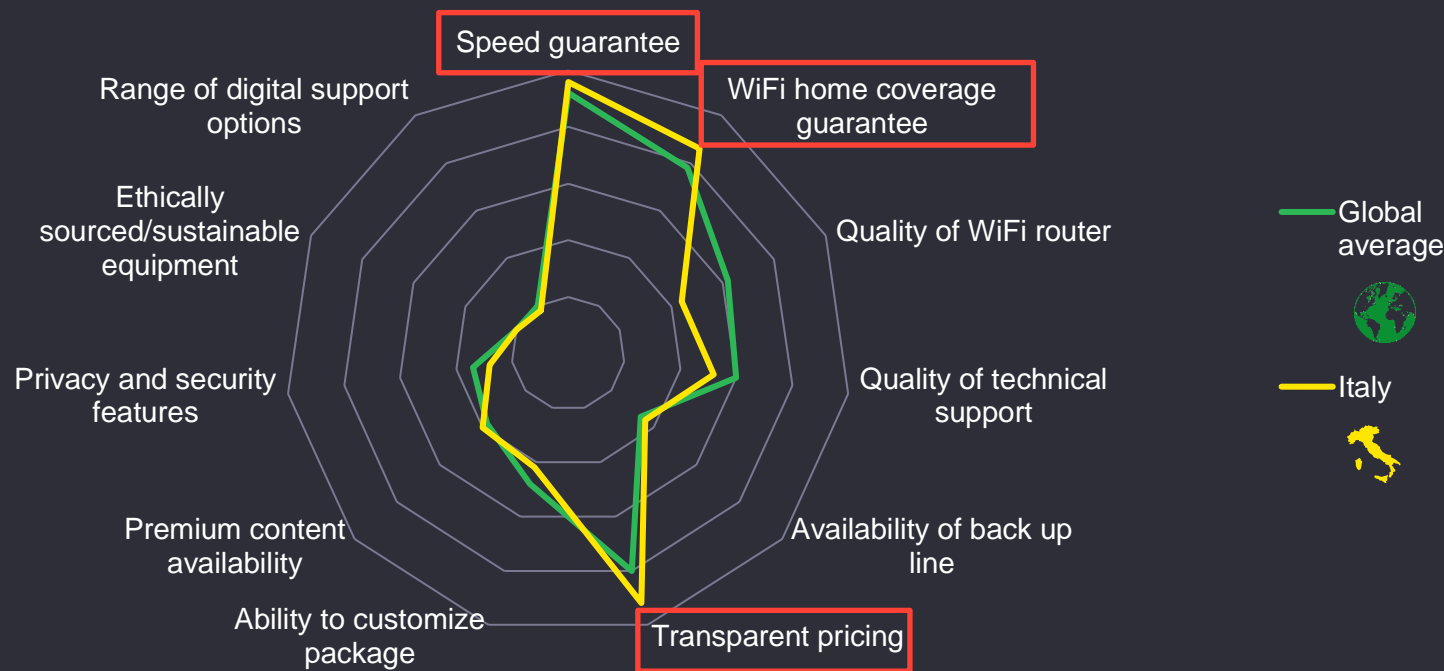 Speed guarantee
WiFi home coverage
guarantee
Range of digital support
options
Ethically
sourced/sustainable
equipment
Quality of WiFi router
Global
average
Italy
Privacy and security
features
Quality of technical
support
Premium content
availability
Availability of back up
line
Ability to customize
package
Transparent pricing